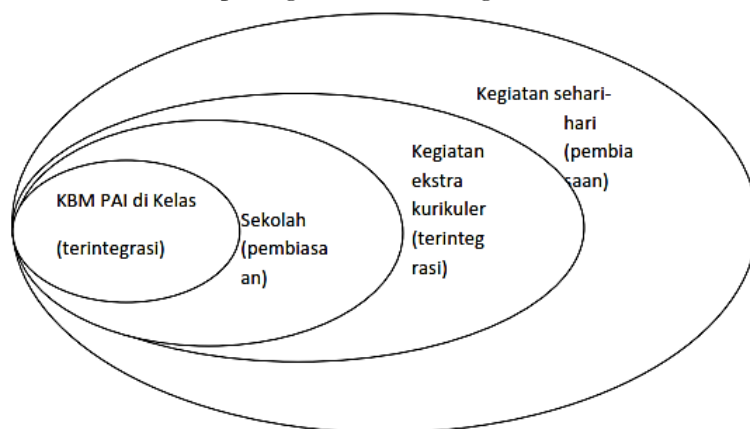 KBM PAI di Kelas
(terintegrasi)
Sekolah
(pembiasa
an)
Kegiatan
ekstra
kurikuler
(terinteg
rasi)
Kegiatan sehari-
hari
(pembia
saan)